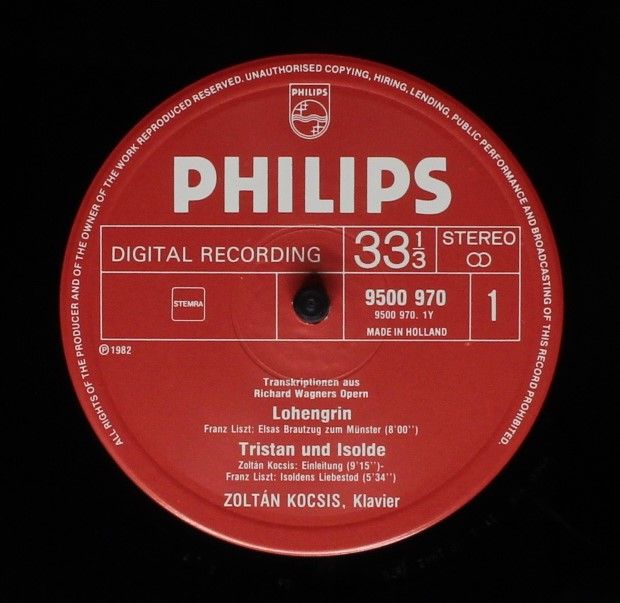 ALL RIGHTS OF THE PRODUCER AND OF THE OWNER OF THE WORK REPRODUCED RESERVED. UNAUTHORISED COPYING, HIRING, LENDING, PUBLIC PERFORMANCE AND BROADCASTING OF THIS RECORD PROHIBITED.
PHILIPS
PHILIPS
DIGITAL RECORDING
33 1/3
STEREO
STEMRA
9500 970
9500 970. 1Y
MADE IN HOLLAND
1
℗ 1982
Transkriptionen aus
Richard Wagners Opern
Lohengrin
Franz Liszt: Elsas Brautzug zum Münster (8'00'')
Tristan und Isolde
Zoltán Kocsis: Einleitung (9'15'')-
Franz Liszt: Isoldens Liebestod (5'34'')
ZOLTÁN KOCSIS, Klavier